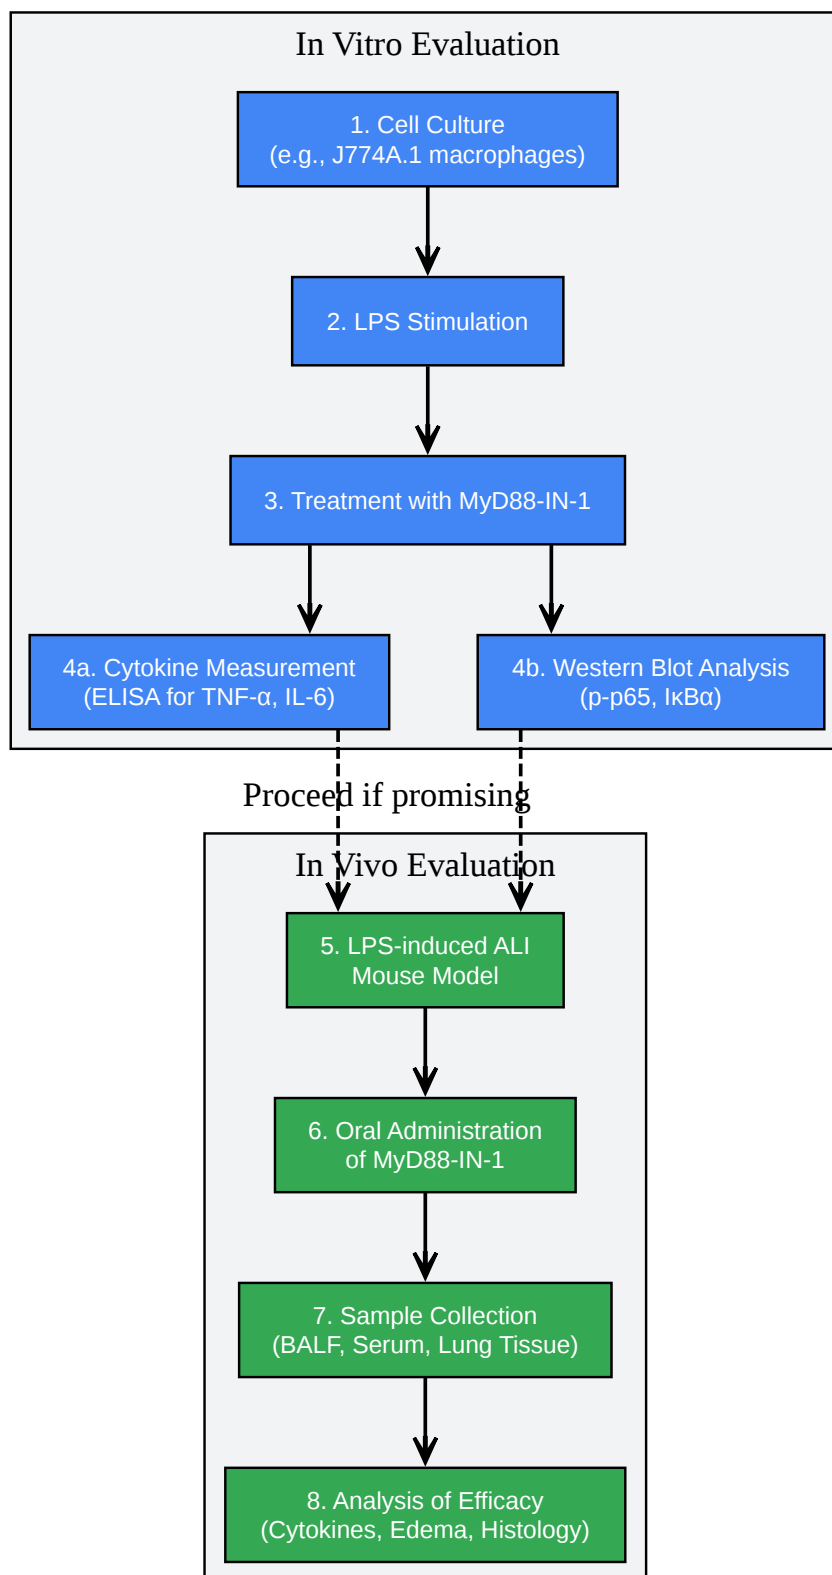 In Vitro Evaluation
1. Cell Culture
(e.g., J774A.1 macrophages)
2. LPS Stimulation
3. Treatment with MyD88-IN-1
4a. Cytokine Measurement
(ELISA for TNF-α, IL-6)
4b. Western Blot Analysis
(p-p65, IκBα)
Proceed if promising
In Vivo Evaluation
5. LPS-induced ALI
Mouse Model
6. Oral Administration
of MyD88-IN-1
7. Sample Collection
(BALF, Serum, Lung Tissue)
8. Analysis of Efficacy
(Cytokines, Edema, Histology)